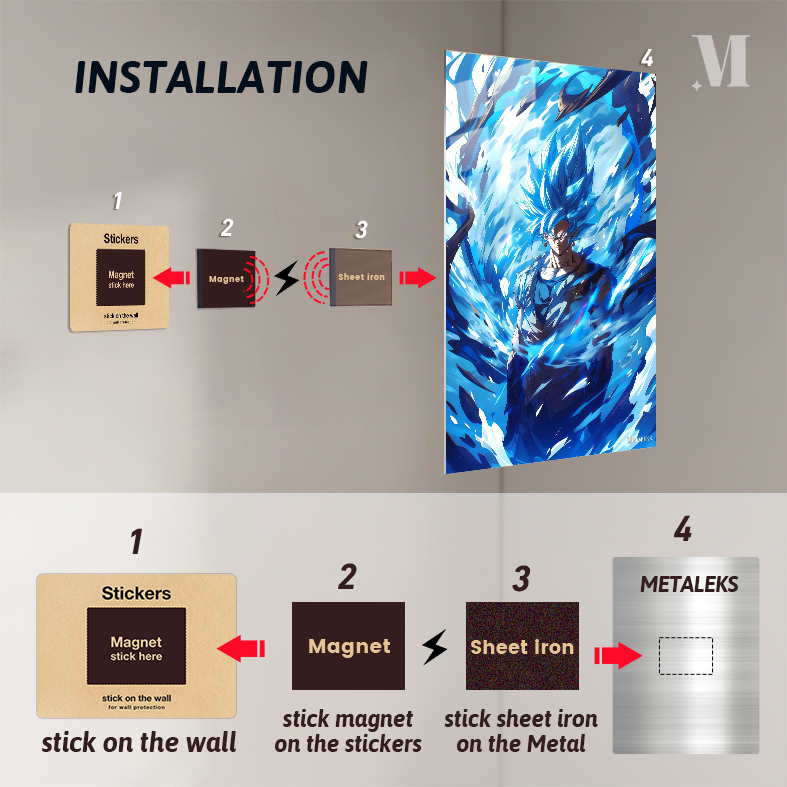 INSTALLATION
4
M
1
2
3
Stickers
Magnet
stick here
stick on the wall
Magnet
Sheet iron
1
2
3
4
Stickers
Magnet
stick here
stick on the wall
for wall protection
Magnet
Sheet iron
METALEKS
stick on the wall
stick magnet
on the stickers
stick sheet iron
on the Metal